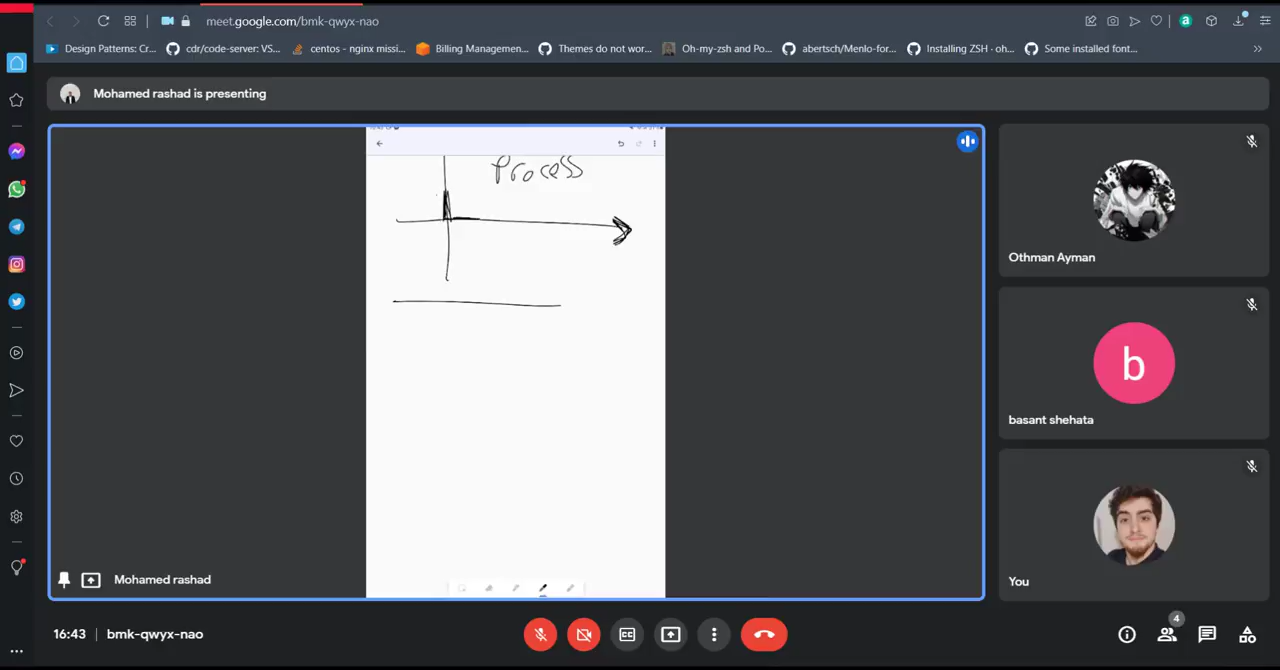 meet.google.com/bmk-qwyx-nao
a
Design Patterns: Cr...
cdr/code-server: VS...
centos - nginx missi...
Billing Managemen...
Themes do not wor...
Oh-my-zsh and Po...
abertsch/Menlo-for...
Installing ZSH · oh...
Some installed font...
»
Mohamed rashad is presenting
Process
Othman Ayman
b
basant shehata
You
Mohamed rashad
16:43 | bmk-qwyx-nao
4